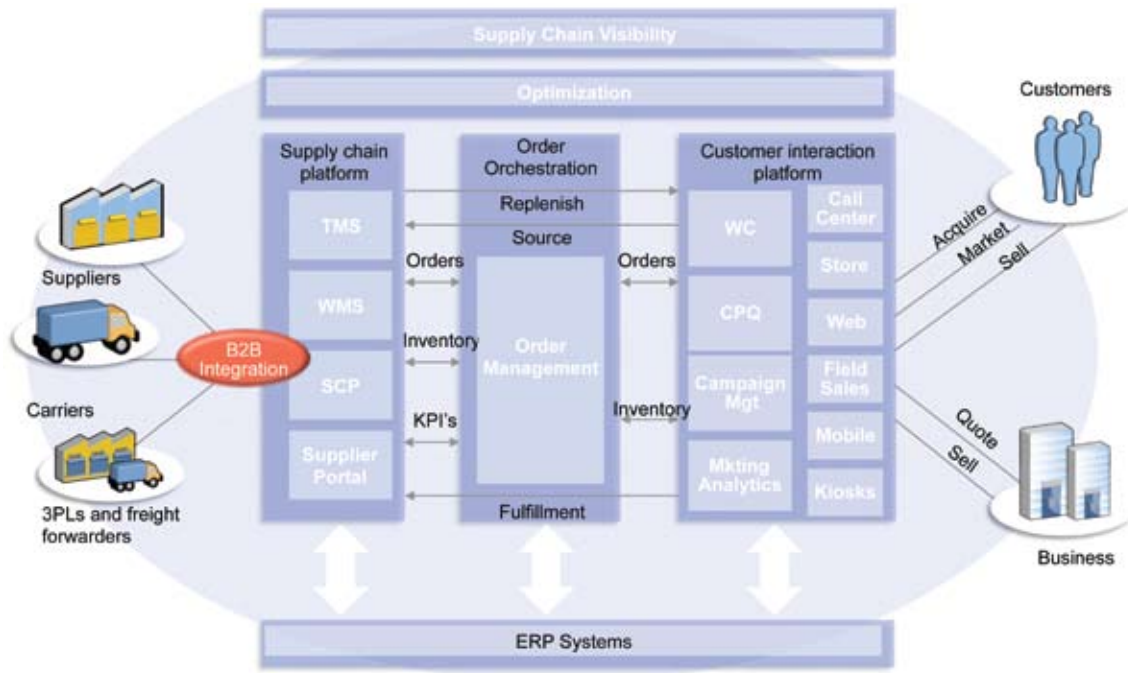 Supply Chain Visibility
Optimization
Customers
Supply chain
platform
Order
Orchestration
Customer interaction
platform
TMS
WMS
SCP
Supplier
Portal
Replenish
Source
Order
Management
Fulfillment
Orders
Inventory
KPI's
Orders
Inventory
WC
CPQ
Campaign
Mgt
Mkting
Analytics
Call
Center
Store
Web
Field
Sales
Mobile
Kiosks
Acquire
Market
Sell
Quote
Sell
Suppliers
B2B
Integration
Carriers
3PLs and freight
forwarders
Business
ERP Systems